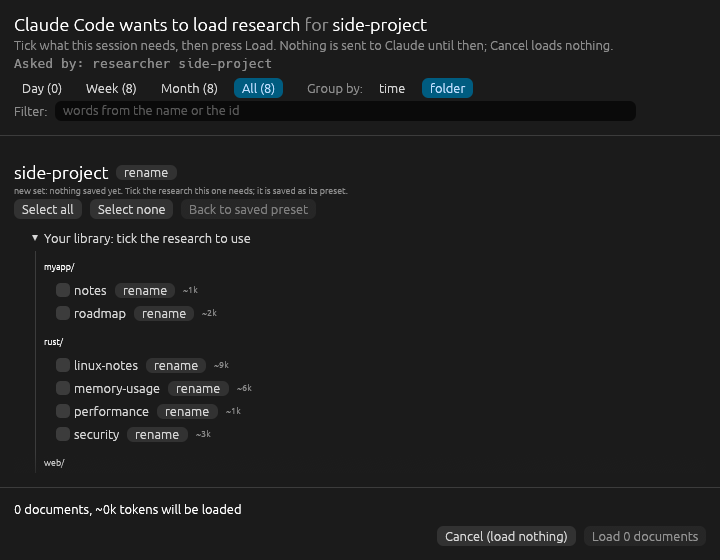 Claude Code wants to load research for side-project
Tick what this session needs, then press Load. Nothing is sent to Claude until then; Cancel loads nothing.
Asked by: researcher side-project
Day (0) Week (8) Month (8) All (8) Group by: time folder
Filter: words from the name or the id
side-project rename
new set: nothing saved yet. Tick the research this one needs; it is saved as its preset.
Select all Select none Back to saved preset
▼ Your library: tick the research to use
myapp/
notes rename ~1k
roadmap rename ~2k
rust/
linux-notes rename ~9k
memory-usage rename ~6k
performance rename ~1k
security rename ~3k
web/
0 documents, ~0k tokens will be loaded
Cancel (load nothing) Load 0 documents